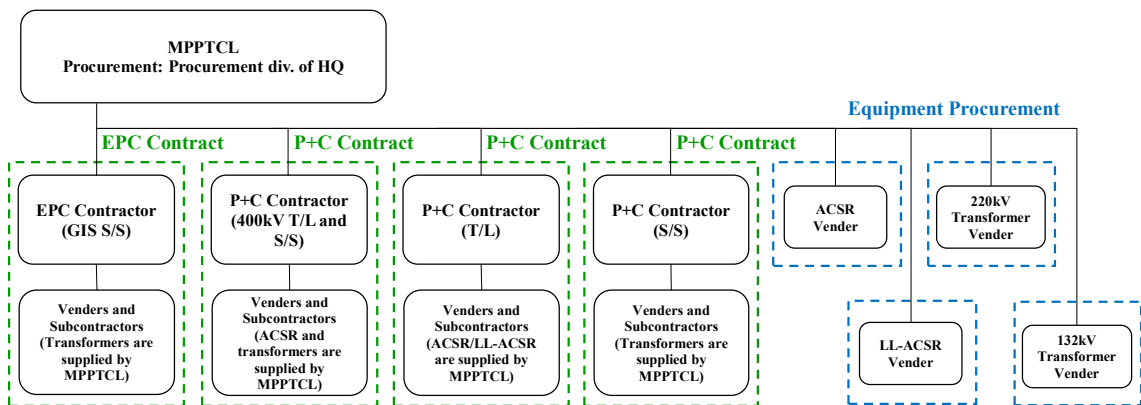 MPPTCL
Procurement: Procurement div. of HQ
Equipment Procurement
EPC Contract
P+C Contract
P+C Contract
P+C Contract
EPC Contractor
(GIS S/S)
P+C Contractor
(400kV T/L and
S/S)
P+C Contractor
(T/L)
P+C Contractor
(S/S)
ACSR
Vender
220kV
Transformer
Vender
Venders and
Subcontractors
(Transformers are
supplied by
MPPTCL)
Venders and
Subcontractors
(ACSR and
transformers are
supplied by
MPPTCL)
Venders and
Subcontractors
(ACSR/LL-ACSR
are supplied by
MPPTCL)
Venders and
Subcontractors
(Transformers are
supplied by
MPPTCL)
LL-ACSR
Vender
132kV
Transformer
Vender